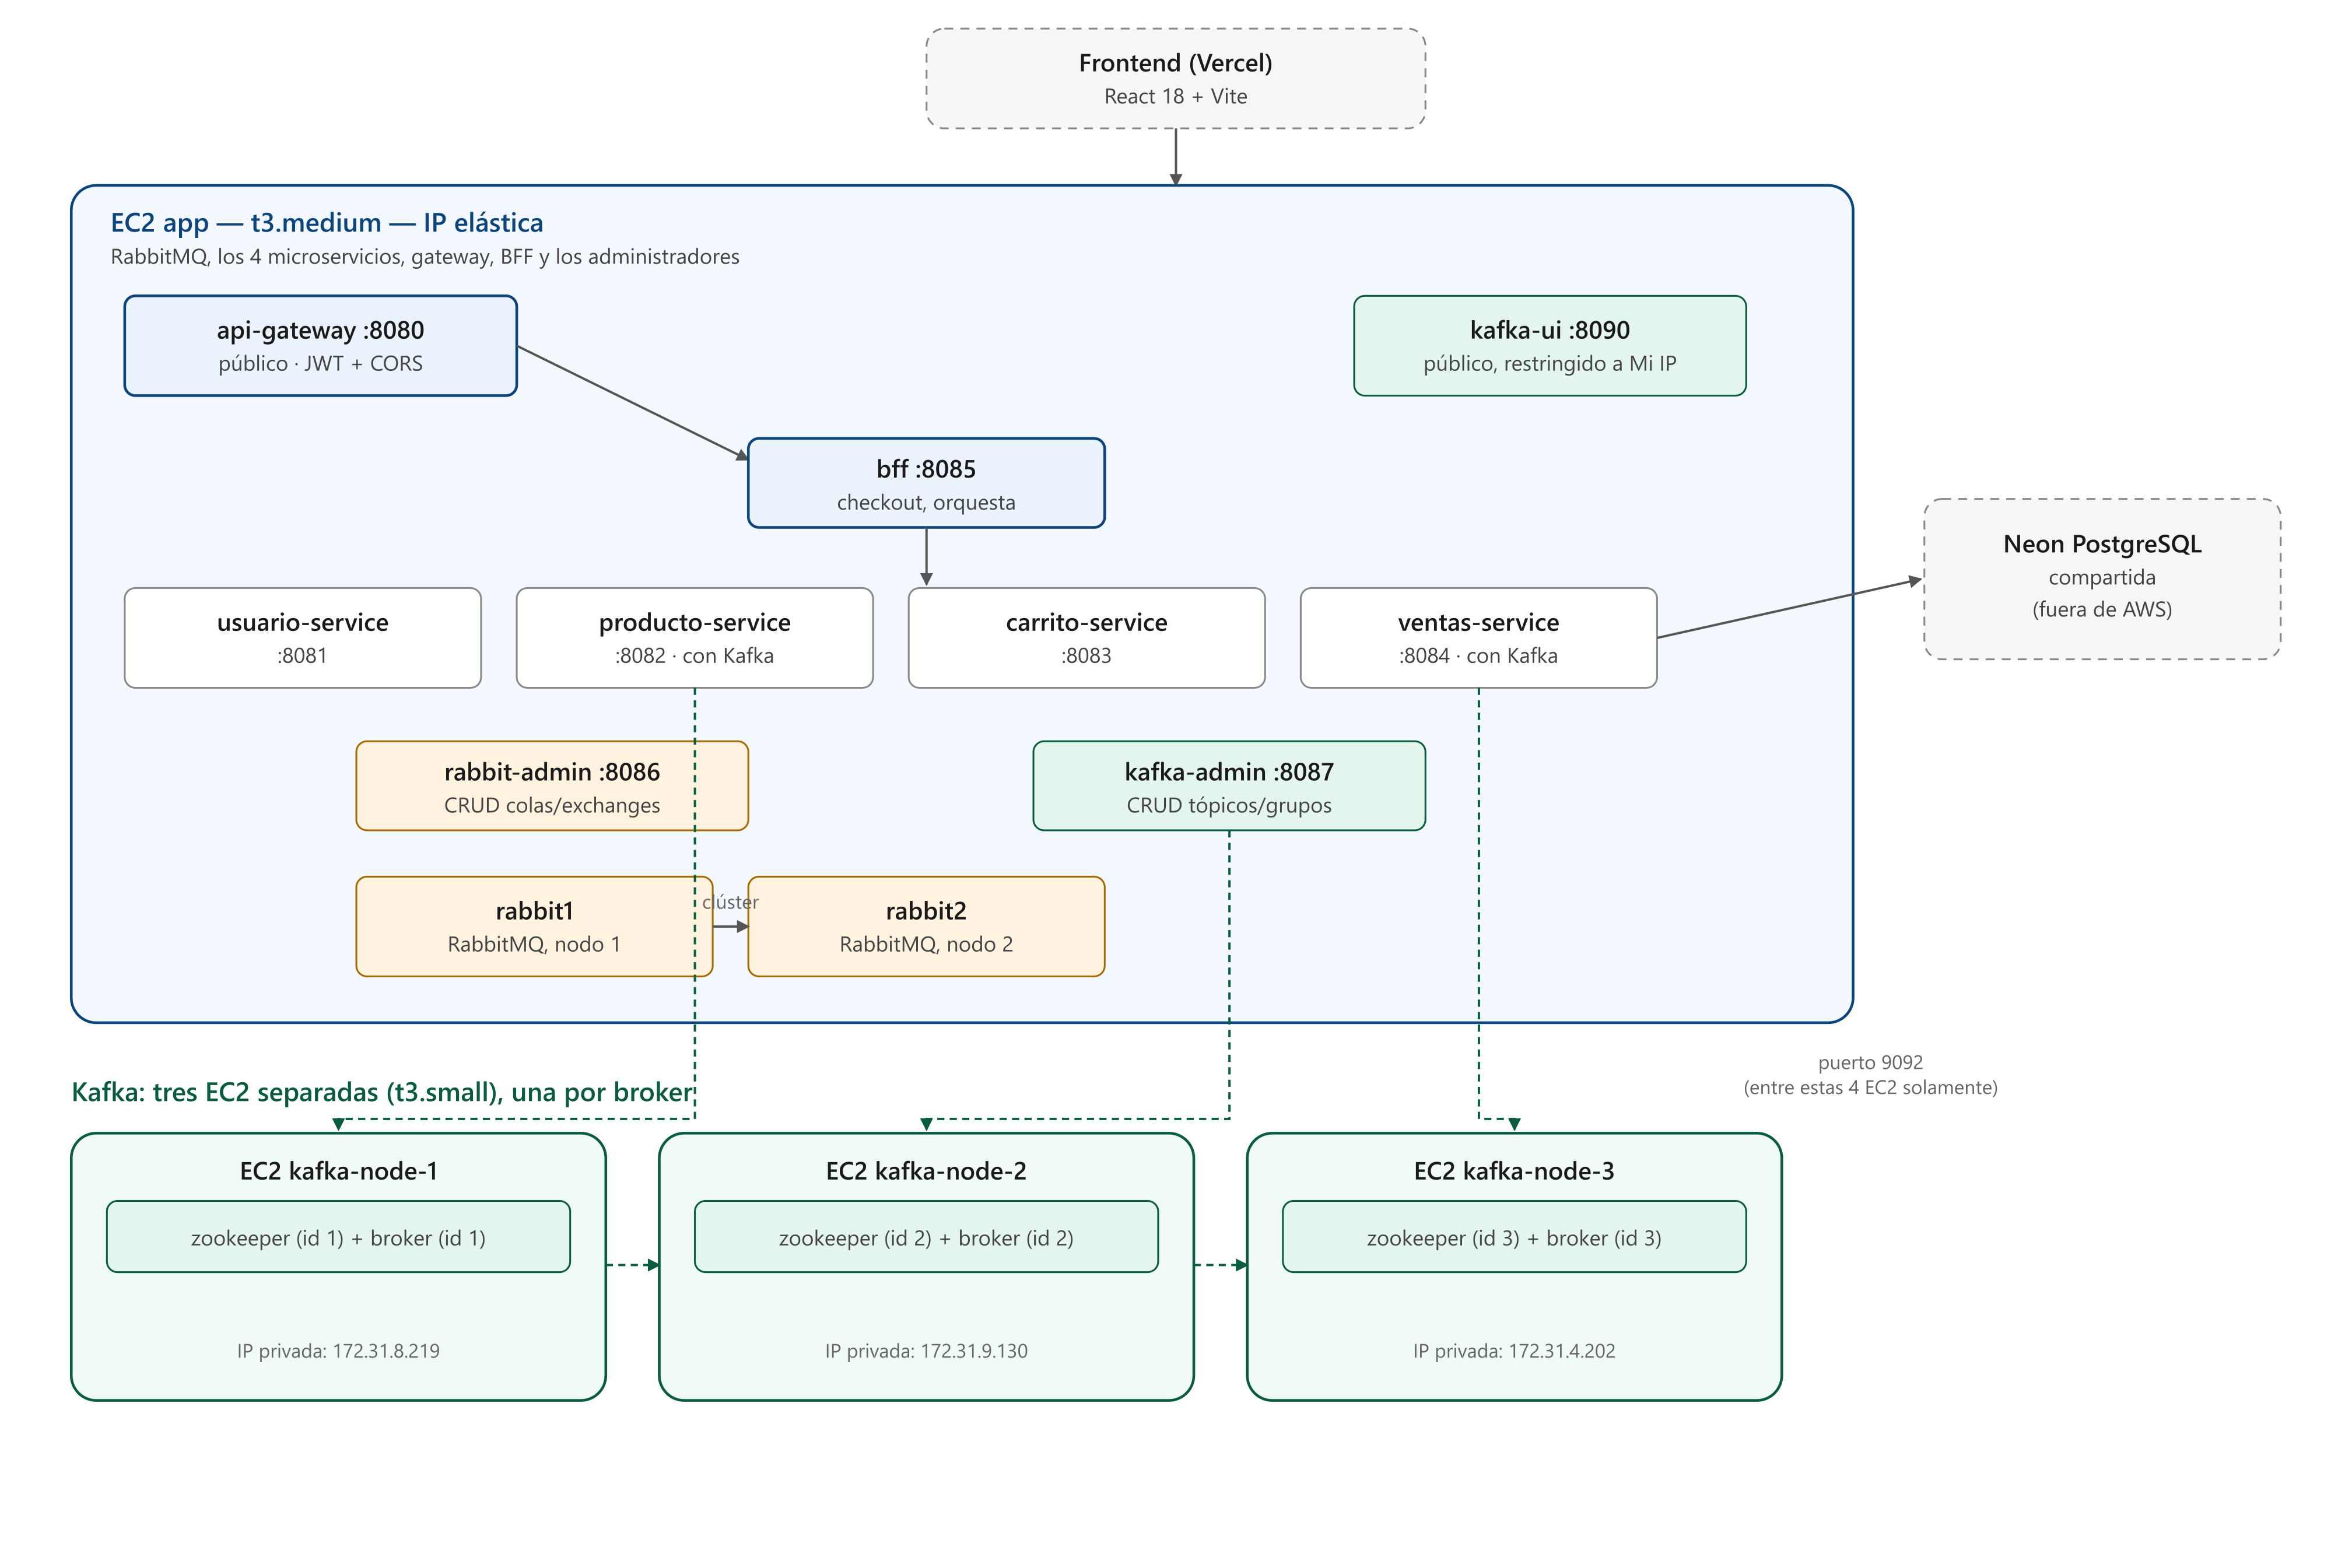 Frontend (Vercel)
React 18 + Vite
EC2 app — t3.medium — IP elástica
RabbitMQ, los 4 microservicios, gateway, BFF y los administradores
api-gateway :8080
público · JWT + CORS
kafka-ui :8090
público, restringido a Mi IP
bff :8085
checkout, orquesta
Neon PostgreSQL
compartida
(fuera de AWS)
usuario-service
:8081
producto-service
:8082 · con Kafka
carrito-service
:8083
ventas-service
:8084 · con Kafka
rabbit-admin :8086
CRUD colas/exchanges
kafka-admin :8087
CRUD tópicos/grupos
rabbit1
RabbitMQ, nodo 1
clúster
rabbit2
RabbitMQ, nodo 2
puerto 9092
(entre estas 4 EC2 solamente)
Kafka: tres EC2 separadas (t3.small), una por broker
EC2 kafka-node-1
zookeeper (id 1) + broker (id 1)
IP privada: 172.31.8.219
EC2 kafka-node-2
zookeeper (id 2) + broker (id 2)
IP privada: 172.31.9.130
EC2 kafka-node-3
zookeeper (id 3) + broker (id 3)
IP privada: 172.31.4.202